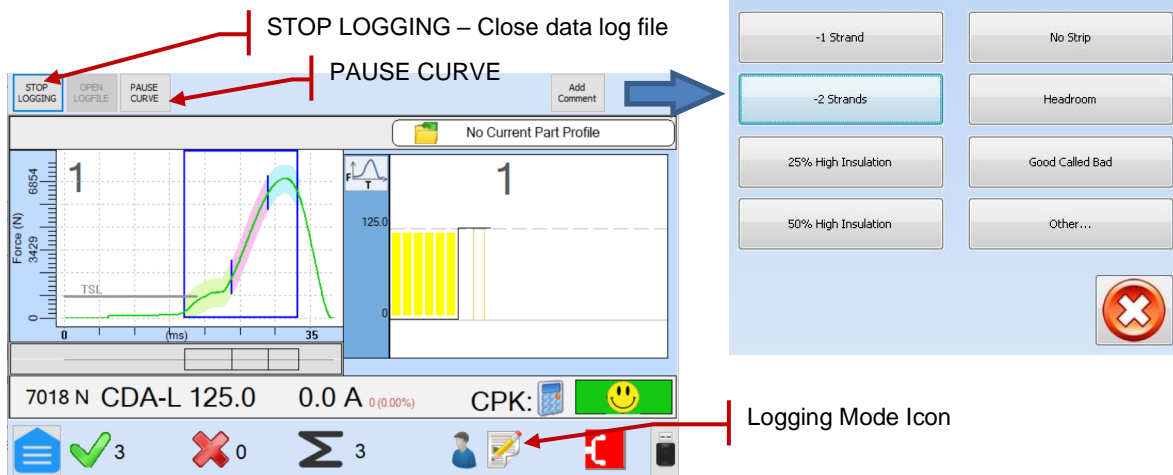 STOP LOGGING – Close data log file
PAUSE CURVE
STOP LOGGING
OPEN LOGFILE
PAUSE CURVE
Add Comment
No Current Part Profile
Force (N)
6854
3429
0
1
TSL
0
(ms)
35
F
T
125.0
0
1
7018 N CDA-L 125.0 0.0 A 0 (0.00%) CPK:
3
0
3
Logging Mode Icon
-1 Strand
No Strip
-2 Strands
Headroom
25% High Insulation
Good Called Bad
50% High Insulation
Other...